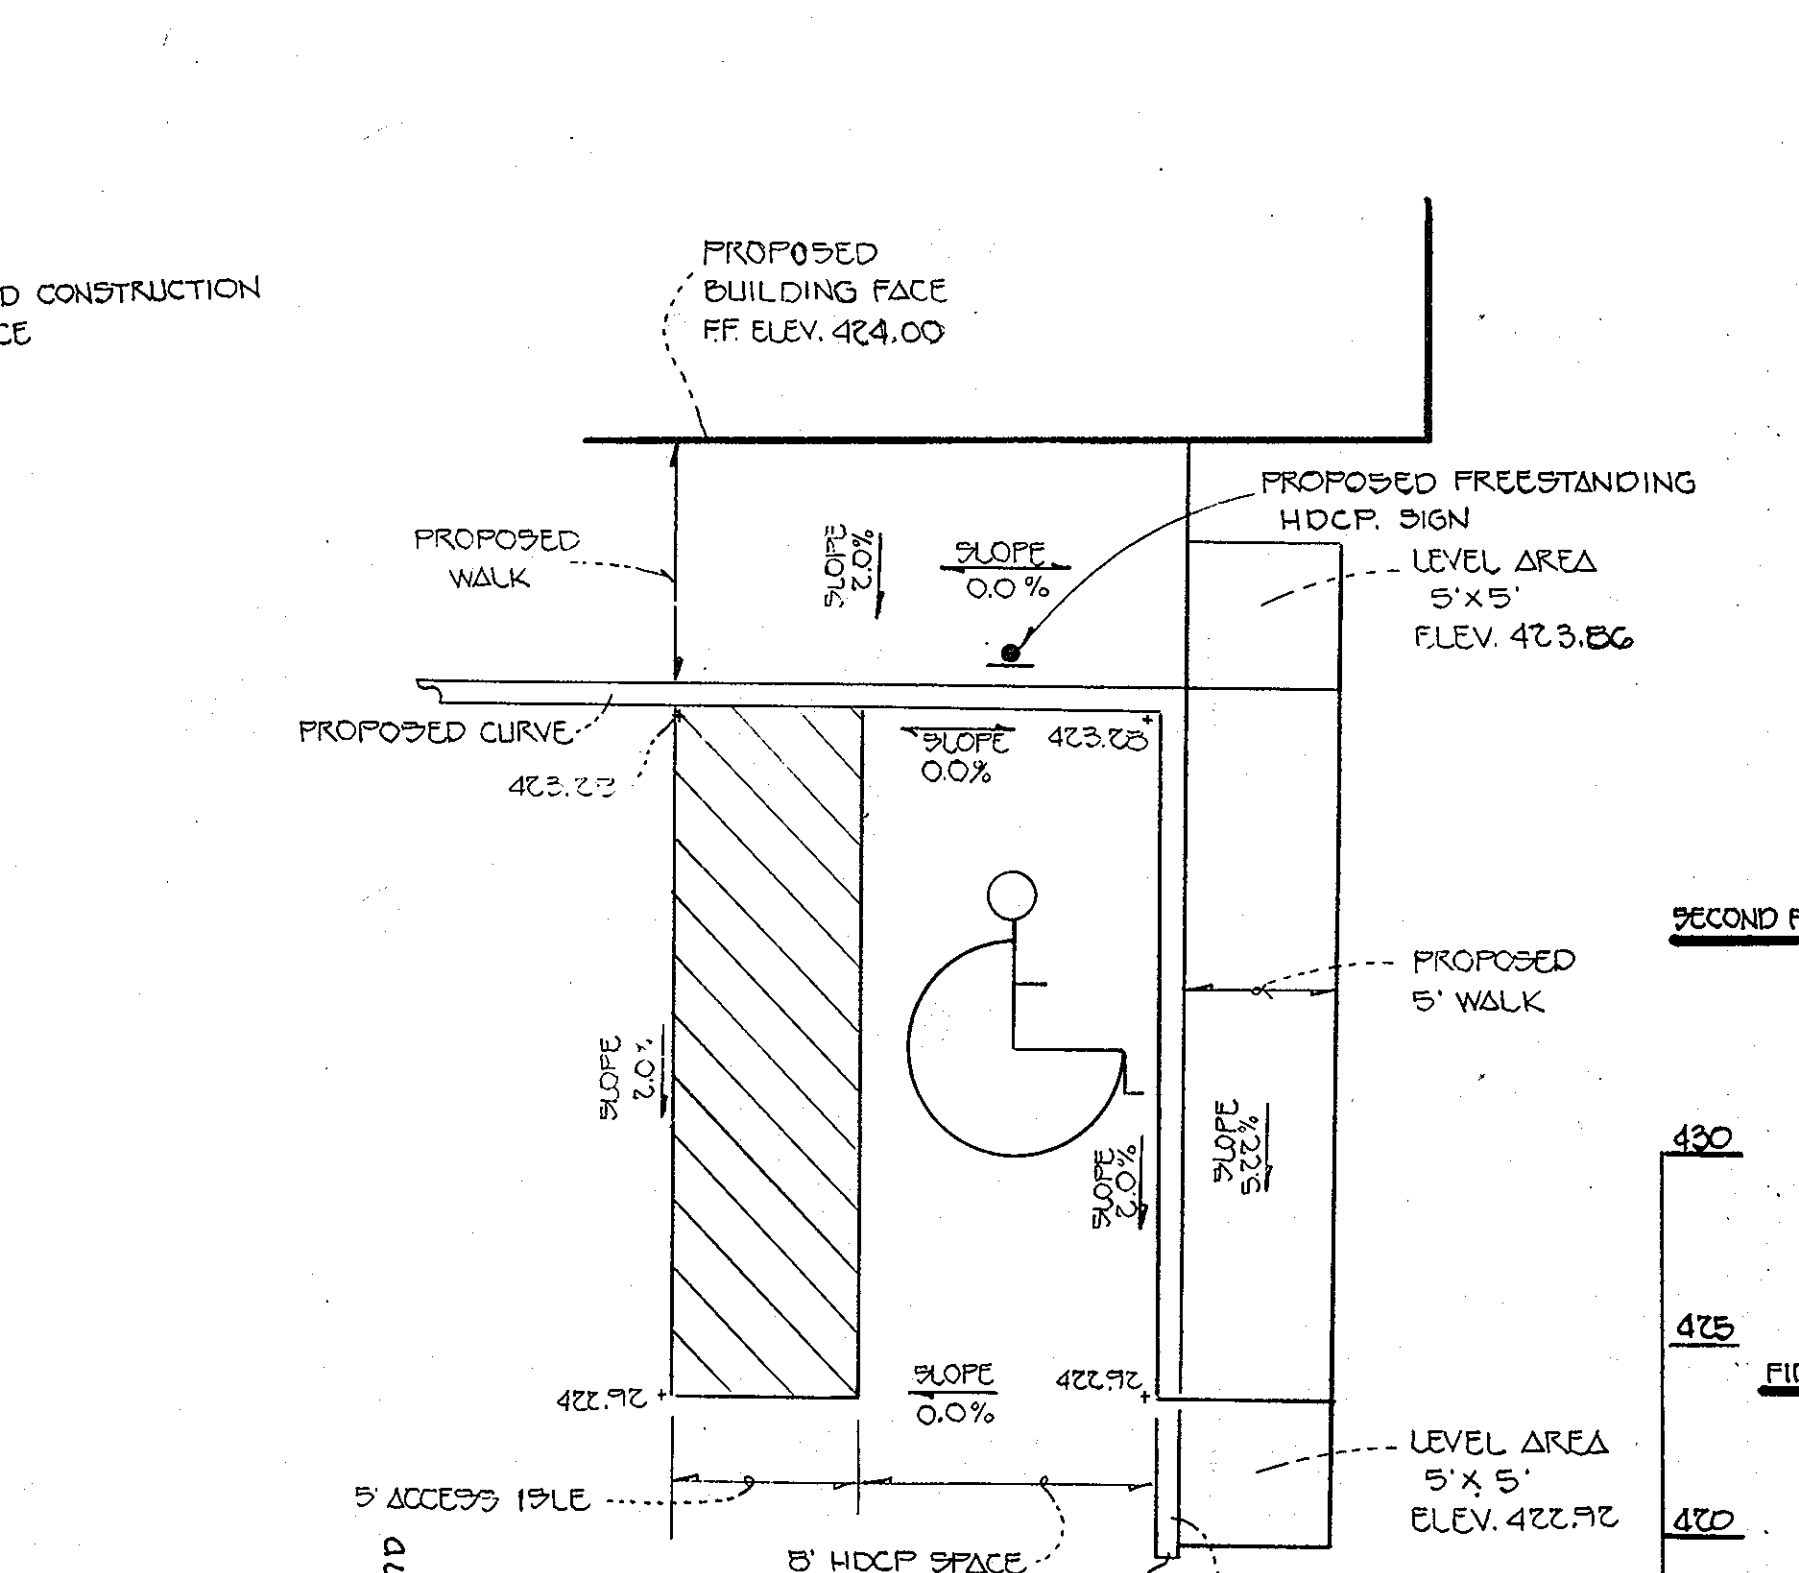 D CONSTRUCTION
CE
PROPOSED
BUILDING FACE
F.F. ELEV. 424.00
PROPOSED
WALK
SLOPE
2.0%
SLOPE
0.0%
PROPOSED FREESTANDING
HDCP. SIGN
LEVEL AREA
5'X5'
ELEV. 423.86
PROPOSED CURVE
423.28
SLOPE
0.0%
423.28
SLOPE
2.0%
SLOPE
2.0%
SLOPE
5.22%
PROPOSED
5' WALK
SECOND F
430
425
FI
420
422.92
SLOPE
0.0%
422.92
LEVEL AREA
5'X 5'
ELEV. 422.92
5' ACCESS ISLE
8' HDCP SPACE